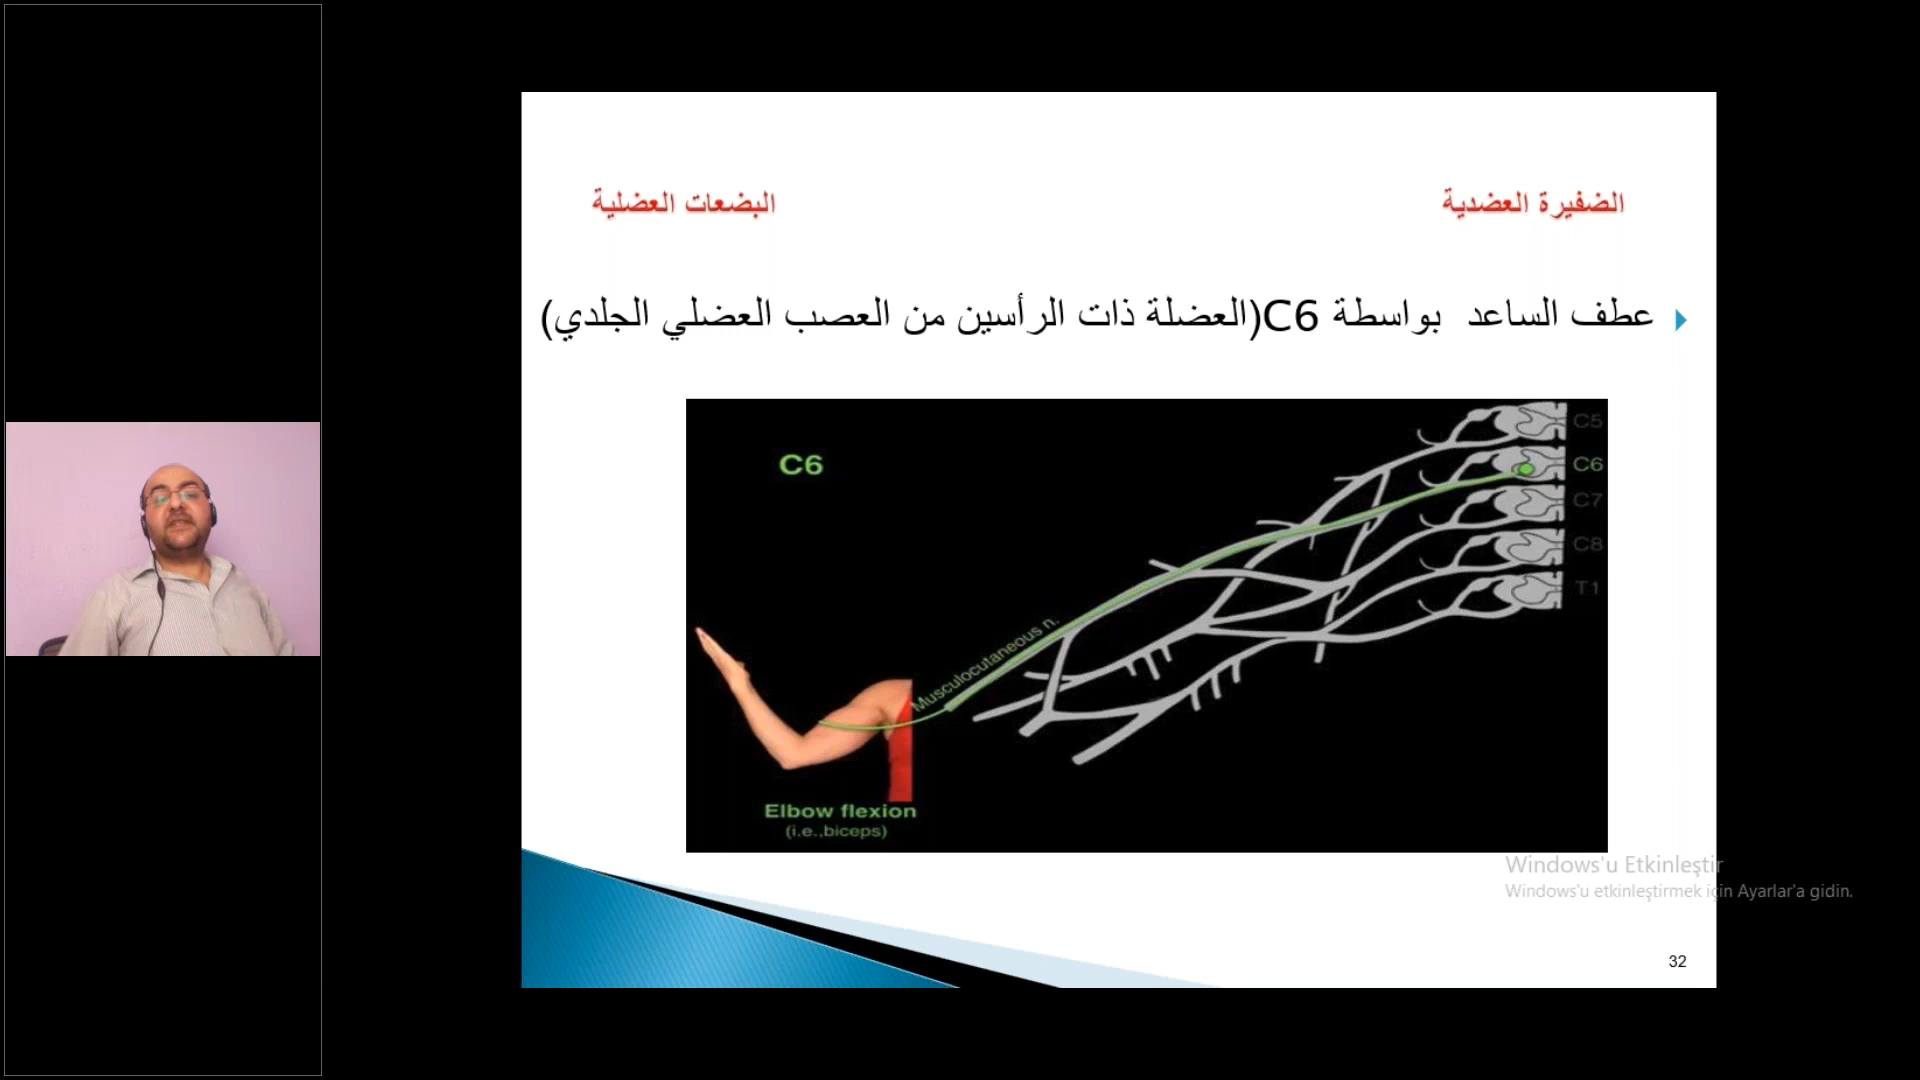 الضفيرة العضدية
البضعات العضلية
عطف الساعد بواسطة C6(العضلة ذات الرأسين من العصب العضلي الجلدي)
C5
C6
C6
C7
C8
T1
Musculocutaneous n.
Elbow flexion
(i.e.,biceps)
Windows'u Etkinleştir
Windows'u etkinleştirmek için Ayarlar'a gidin.
32